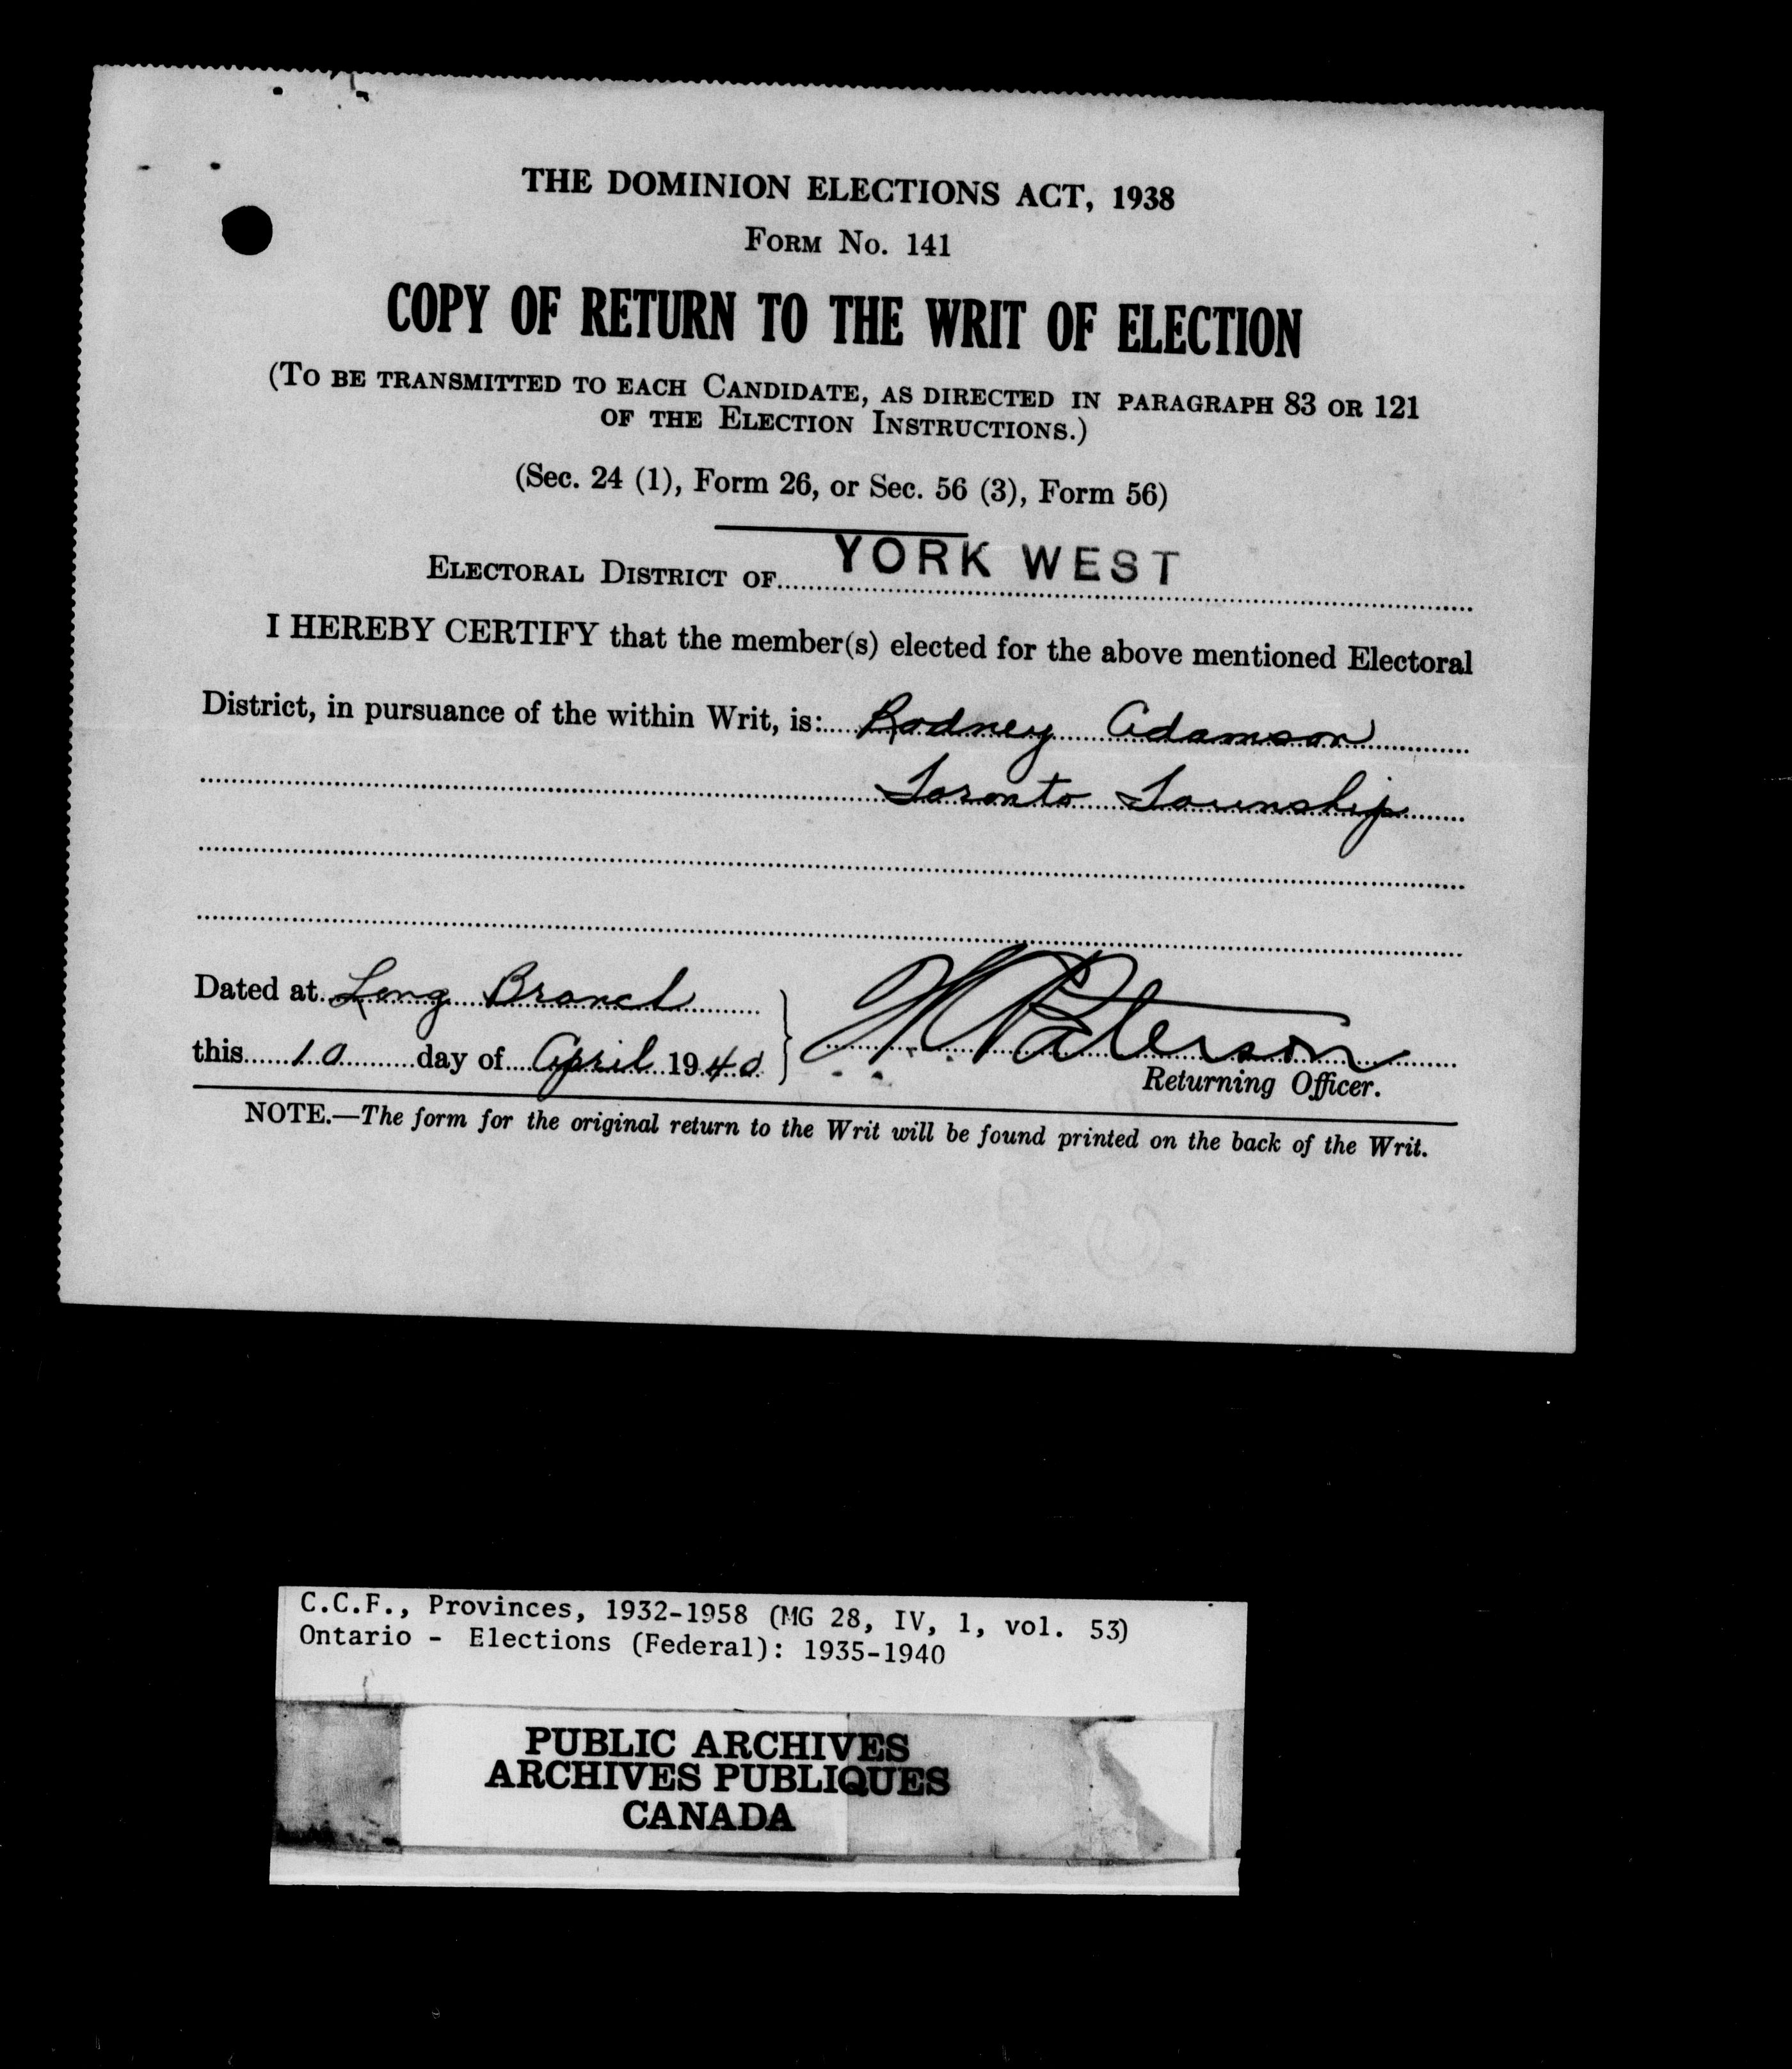 THE DOMINION ELECTIONS ACT, 1938
FORM No. 141
COPY OF RETURN TO THE WRIT OF ELECTION
(TO BE TRANSMITTED TO EACH CANDIDATE, AS DIRECTED IN PARAGRAPH 83 OR 121
OF THE ELECTION INSTRUCTIONS.)
(Sec. 24 (1), Form 26, or Sec. 56 (3), Form 56)
ELECTORAL DISTRICT OF YORK WEST
I HEREBY CERTIFY that the member(s) elected for the above mentioned Electoral
District, in pursuance of the within Writ, is: Rodney Adamson
Toronto Township
Dated at Long Branch
this 10 day of April 1940
Paterson
Returning Officer.
NOTE.—The form for the original return to the Writ will be found printed on the back of the Writ.
C.C.F., Provinces, 1932-1958 (MG 28, IV, 1, vol. 53)
Ontario - Elections (Federal): 1935-1940
PUBLIC ARCHIVES
ARCHIVES PUBLIQUES
CANADA